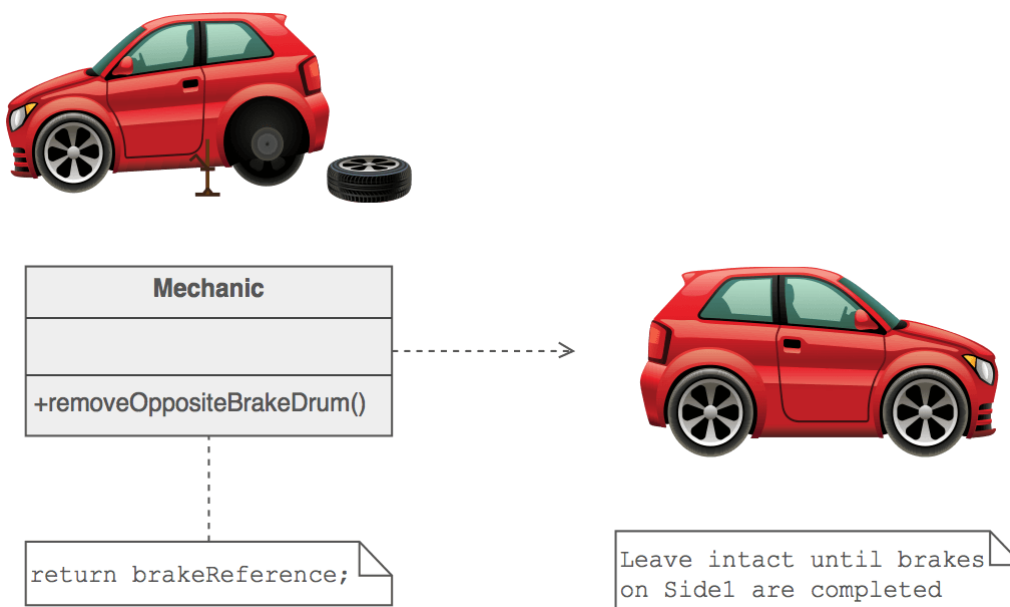 Mechanic
+removeOppositeBrakeDrum()
return brakeReference;
Leave intact until brakes
on Side1 are completed